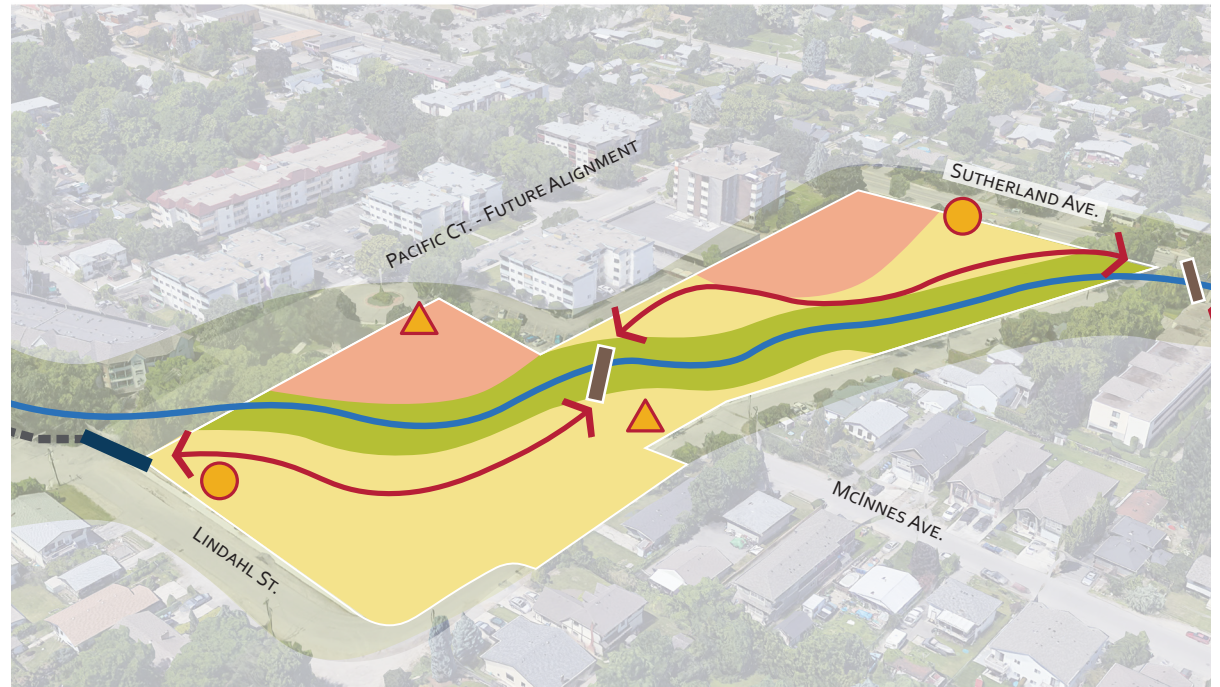 Sutherland Ave.
Pacific Ct. - Future Alignment
McInnes Ave.
Lindahl St.